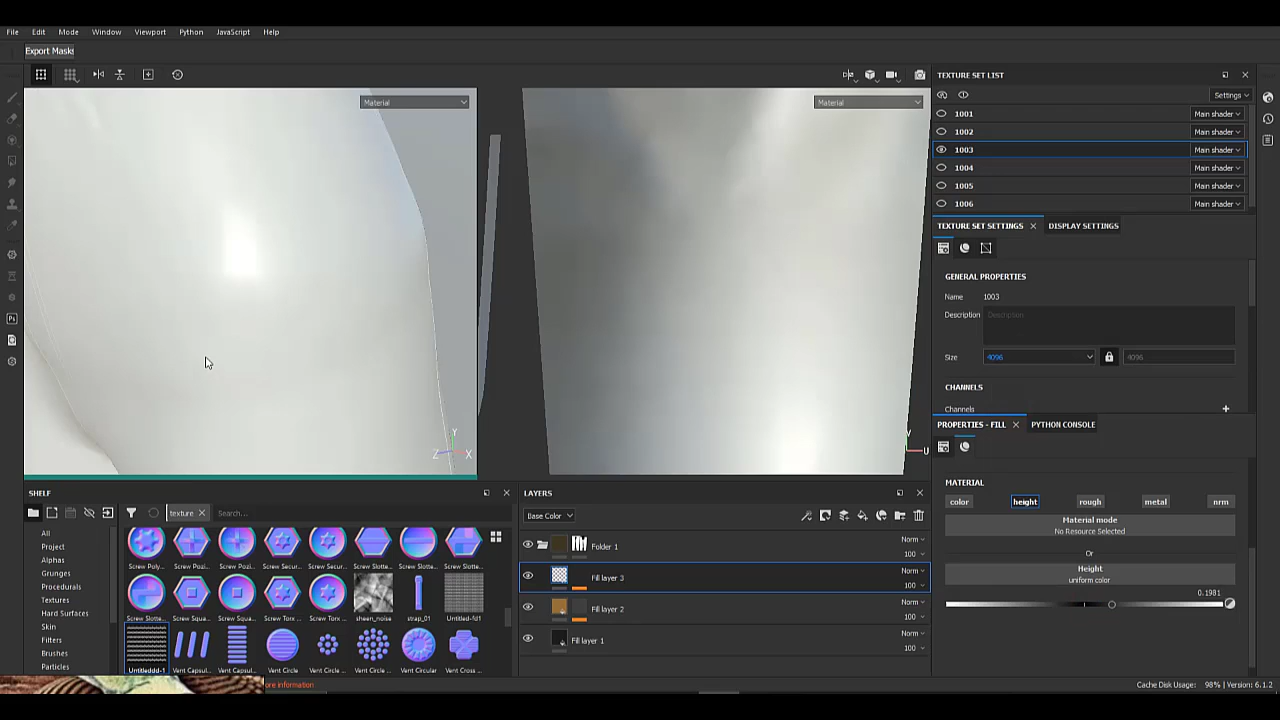 File Edit Mode Window Viewport Python JavaScript Help
Export Masks
Material
Material
TEXTURE SET LIST
Settings
1001 Main shader
1002 Main shader
1003 Main shader
1004 Main shader
1005 Main shader
1006 Main shader
TEXTURE SET SETTINGS DISPLAY SETTINGS
GENERAL PROPERTIES
Name 1003
Description Description
Size 4096 4096
CHANNELS
Channels
PROPERTIES - FILL PYTHON CONSOLE
MATERIAL
color height rough metal nrm
Material mode
No Resource Selected
Or
Height
uniform color
0.1981
Y
Z X
U
SHELF
texture Search...
All
Project
Alphas
Grunges
Procedurals
Textures
Hard Surfaces
Skin
Filters
Brushes
Particles
Screw Poly... Screw Pozi... Screw Pozi... Screw Secur... Screw Secur... Screw Slotte... Screw Slotte... Screw Slotte...
Screw Slotte... Screw Squa... Screw Squa... Screw Torx ... Screw Torx ... sheen_noise strap_01 Untitled-fd1
Untitleddd-1 Vent Capsul... Vent Capsul... Vent Circle Vent Circle ... Vent Circle ... Vent Circular Vent Cross ...
LAYERS
Base Color
Folder 1 Norm 100
Fill layer 3 Norm 100
Fill layer 2 Norm 100
Fill layer 1 Norm 100
ore information
Cache Disk Usage: 98% | Version: 6.1.2